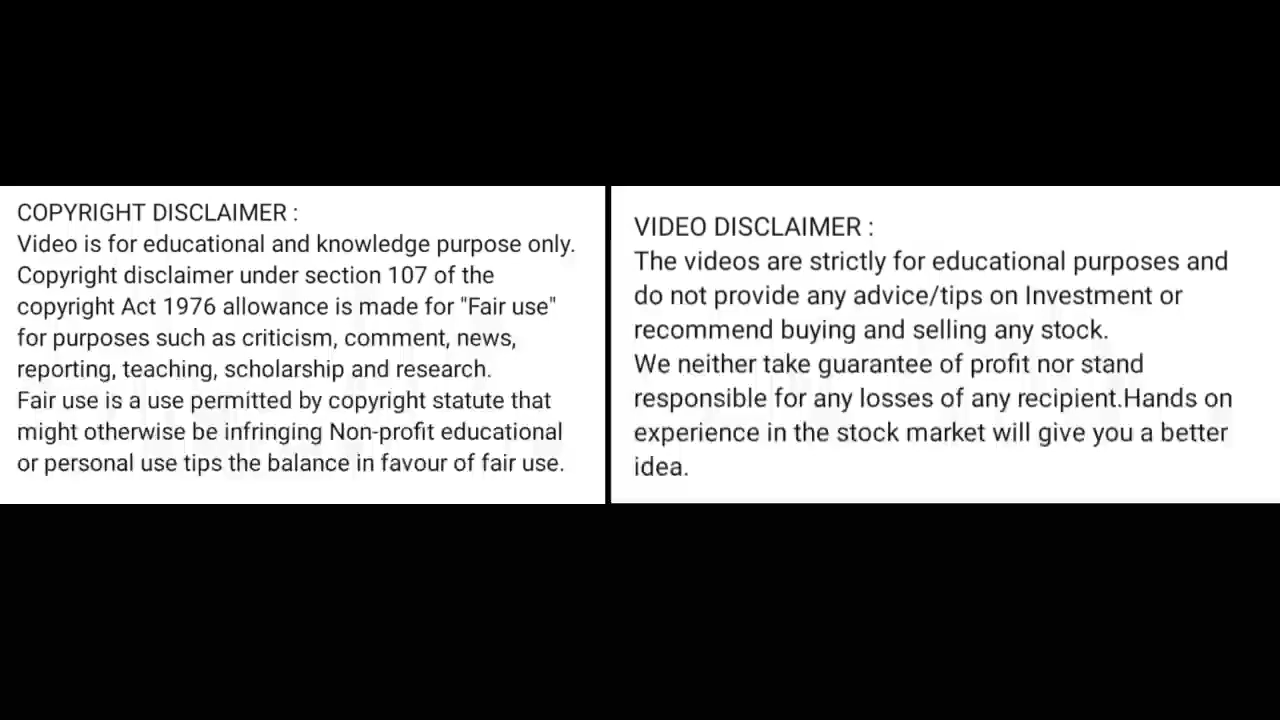 COPYRIGHT DISCLAIMER :
Video is for educational and knowledge purpose only.
Copyright disclaimer under section 107 of the
copyright Act 1976 allowance is made for "Fair use"
for purposes such as criticism, comment, news,
reporting, teaching, scholarship and research.
Fair use is a use permitted by copyright statute that
might otherwise be infringing Non-profit educational
or personal use tips the balance in favour of fair use.
VIDEO DISCLAIMER :
The videos are strictly for educational purposes and
do not provide any advice/tips on Investment or
recommend buying and selling any stock.
We neither take guarantee of profit nor stand
responsible for any losses of any recipient.Hands on
experience in the stock market will give you a better
idea.